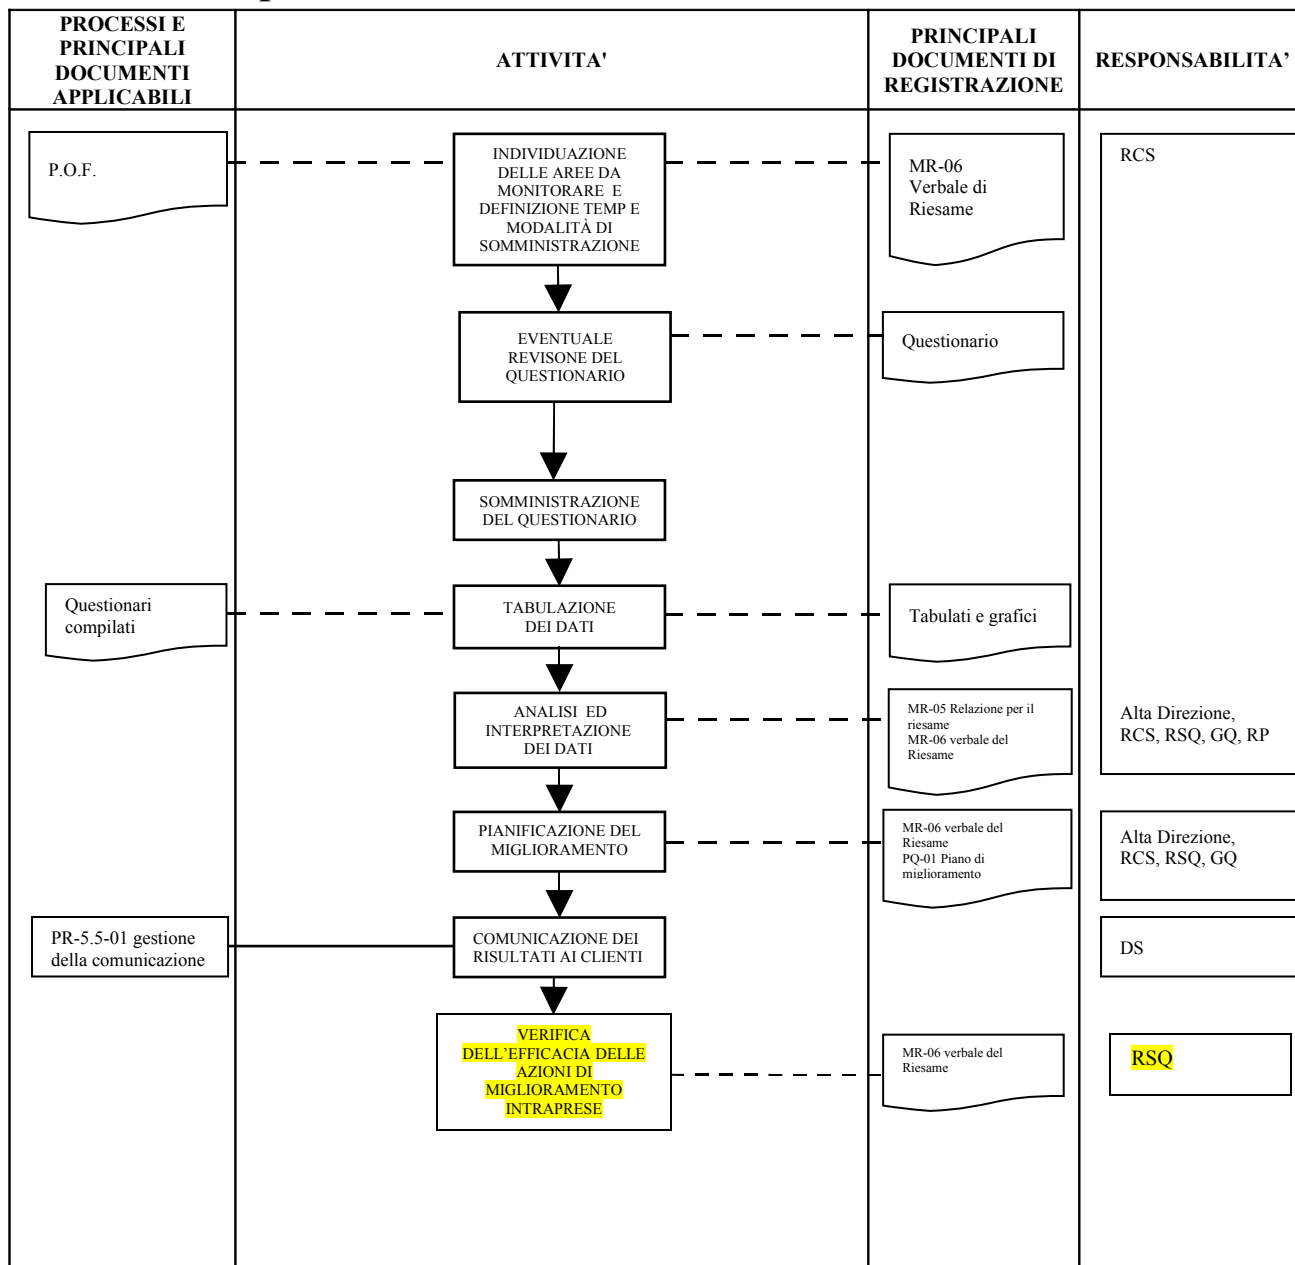 PROCESSI E
PRINCIPALI
DOCUMENTI
APPLICABILI
ATTIVITA'
PRINCIPALI
DOCUMENTI DI
REGISTRAZIONE
RESPONSABILITA’
P.O.F.
INDIVIDUAZIONE
DELLE AREE DA
MONITORARE E
DEFINIZIONE TEMP E
MODALITÀ DI
SOMMINISTRAZIONE
MR-06
Verbale di
Riesame
RCS
EVENTUALE
REVISONE DEL
QUESTIONARIO
Questionario
SOMMINISTRAZIONE
DEL QUESTIONARIO
Questionari
compilati
TABULAZIONE
DEI DATI
Tabulati e grafici
ANALISI ED
INTERPRETAZIONE
DEI DATI
MR-05 Relazione per il
riesame
MR-06 verbale del
Riesame
Alta Direzione,
RCS, RSQ, GQ, RP
PIANIFICAZIONE DEL
MIGLIORAMENTO
MR-06 verbale del
Riesame
PQ-01 Piano di
miglioramento
Alta Direzione,
RCS, RSQ, GQ
PR-5.5-01 gestione
della comunicazione
COMUNICAZIONE DEI
RISULTATI AI CLIENTI
DS
VERIFICA
DELL’EFFICACIA DELLE
AZIONI DI
MIGLIORAMENTO
INTRAPRESE
MR-06 verbale del
Riesame
RSQ